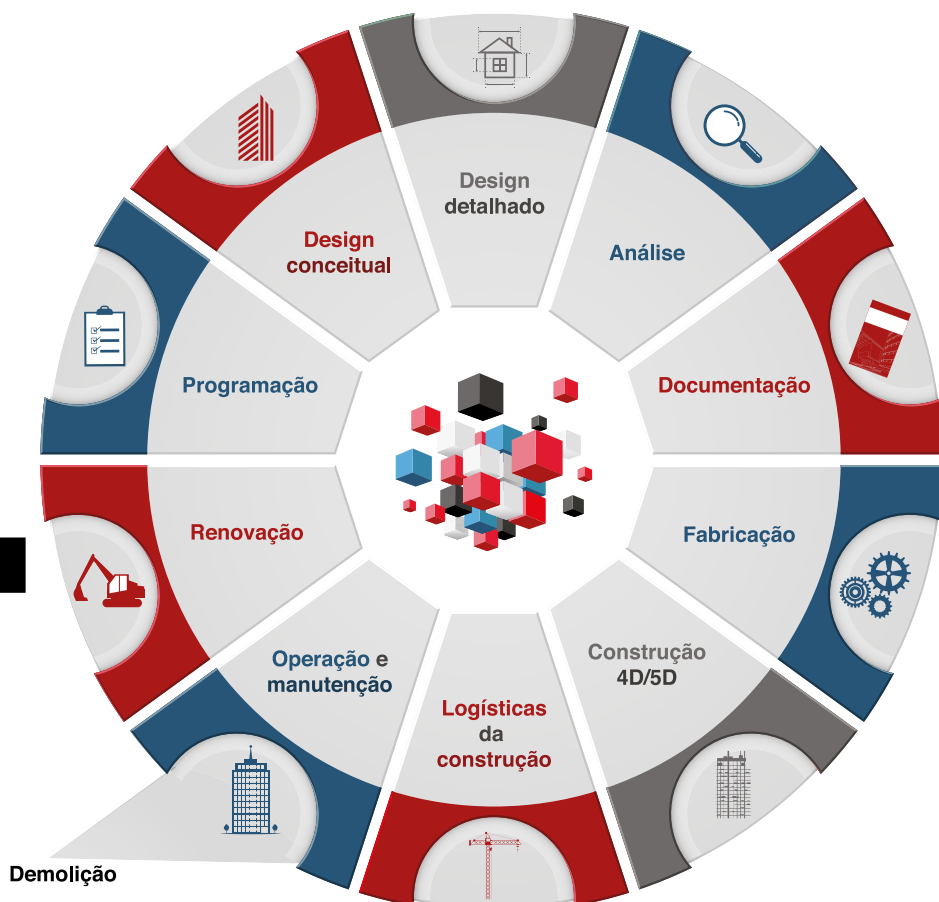 Design
detalhado
Análise
Documentação
Fabricação
Construção
4D/5D
Logísticas
da
construção
Operação e
manutenção
Renovação
Programação
Design
conceitual
Demolição